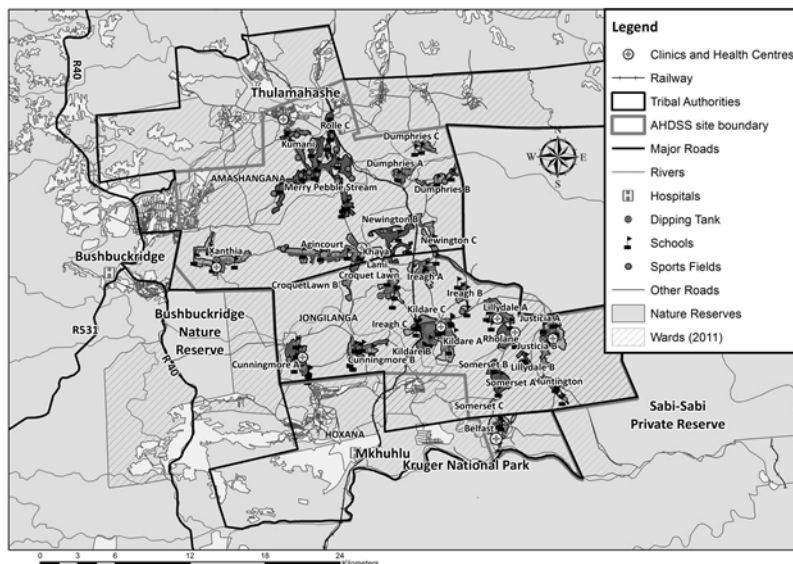 Legend
Clinics and Health Centres
Railway
Tribal Authorities
AHDSS site boundary
Major Roads
Rivers
Hospitals
Dipping Tank
Schools
Sports Fields
Other Roads
Nature Reserves
Wards (2011)
R40
Thulamahashe
Rolle C
Kumani
Dumphries C
Dumphries A
AMASHANGANA
Merry Pebble Stream
Dumphries B
N
W E
S
Newington B
Newington C
Xanthia
Agincourt
Khaya
Lami
Bushbuckridge
Croquet Lawn
Ireagh A
CroquetLawn B
Ireagh B
Bushbuckridge
Nature
Reserve
JONGILANGA
Kildare C
Lillydale A
Justicia A
R531
Ireagh C
Rholane
Kildare A
Justicia B
KildareB
Cunningmore A
Cunningmore B
Somerset B
Lillydale B
R40
Somerset A
Huntington
Somerset C
Sabi-Sabi
Private Reserve
HOXANA
Belfast
Mkhuhlu
Kruger National Park
0 3 6 12 18 24
Kilometers